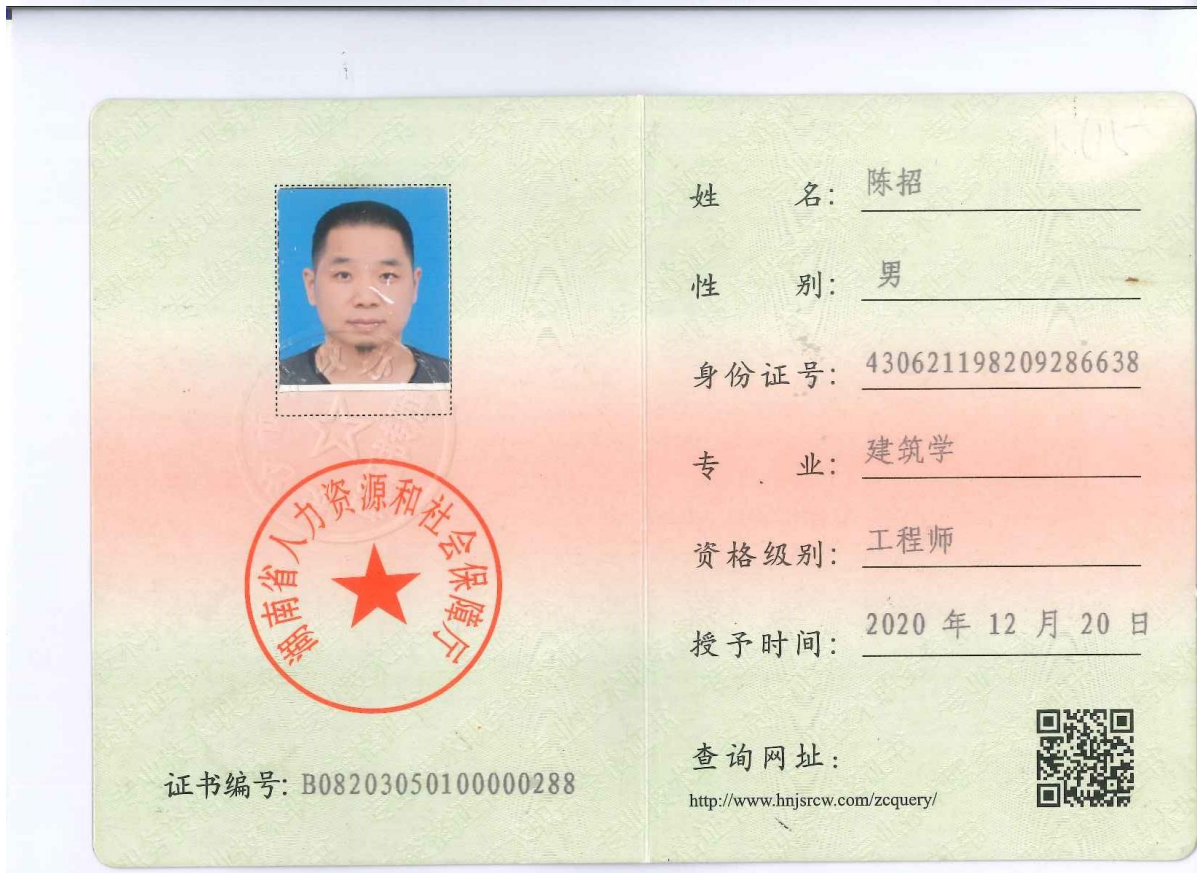 湖南省人力资源和社会保障厅
证书编号: B08203050100000288
姓 名: 陈招
性 别: 男
身份证号: 430621198209286638
专 业: 建筑学
资格级别: 工程师
授予时间: 2020 年 12 月 20 日
查询网址:
http://www.hnjsrcw.com/zcquery/